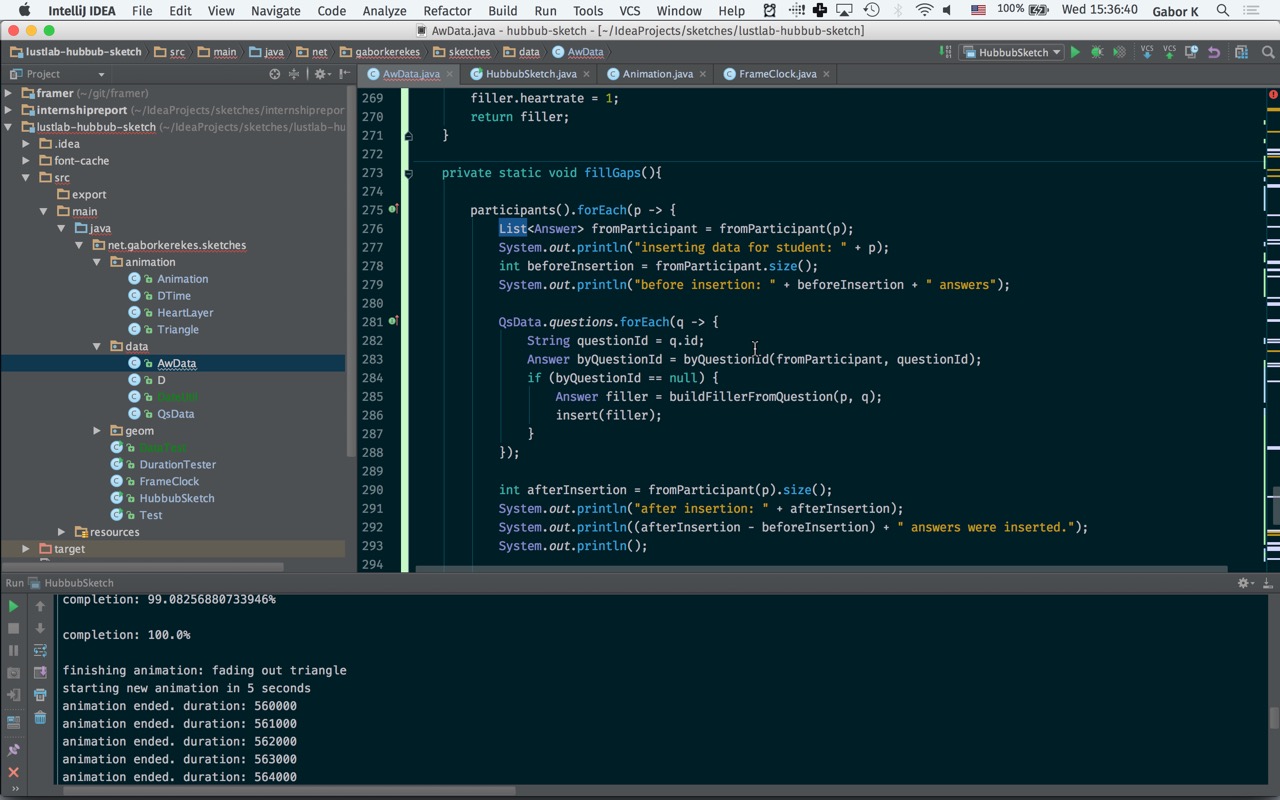 IntelliJ IDEA File Edit View Navigate Code Analyze Refactor Build Run Tools VCS Window Help 100% Wed 15:36:40 Gabor K
AwData.java - hubbub-sketch - [~/IdeaProjects/sketches/lustlab-hubbub-sketch]
lustlab-hubbub-sketch src main java net gaborkerekes sketches data AwData HubbubSketch VCS VCS
Project AwData.java HubbubSketch.java Animation.java FrameClock.java
framer (~/git/framer)
internshipreport (~/IdeaProjects/sketches/internshiprepor
lustlab-hubbub-sketch (~/IdeaProjects/sketches/lustlab-hu
.idea
font-cache
src
export
main
java
net.gaborkerekes.sketches
animation
Animation
DTime
HeartLayer
Triangle
data
AwData
D
QsData
geom
DurationTester
FrameClock
HubbubSketch
Test
resources
target
269 filler.heartrate = 1;
270 return filler;
271 }
272
273 private static void fillGaps(){
274
275 participants().forEach(p -> {
276 List<Answer> fromParticipant = fromParticipant(p);
277 System.out.println("inserting data for student: " + p);
278 int beforeInsertion = fromParticipant.size();
279 System.out.println("before insertion: " + beforeInsertion + " answers");
280
281 QsData.questions.forEach(q -> {
282 String questionId = q.id;
283 Answer byQuestionId = byQuestionId(fromParticipant, questionId);
284 if (byQuestionId == null) {
285 Answer filler = buildFillerFromQuestion(p, q);
286 insert(filler);
287 }
288 });
289
290 int afterInsertion = fromParticipant(p).size();
291 System.out.println("after insertion: " + afterInsertion);
292 System.out.println((afterInsertion - beforeInsertion) + " answers were inserted.");
293 System.out.println();
294
Run HubbubSketch
completion: 99.08256880733946%
completion: 100.0%
finishing animation: fading out triangle
starting new animation in 5 seconds
animation ended. duration: 560000
animation ended. duration: 561000
animation ended. duration: 562000
animation ended. duration: 563000
animation ended. duration: 564000